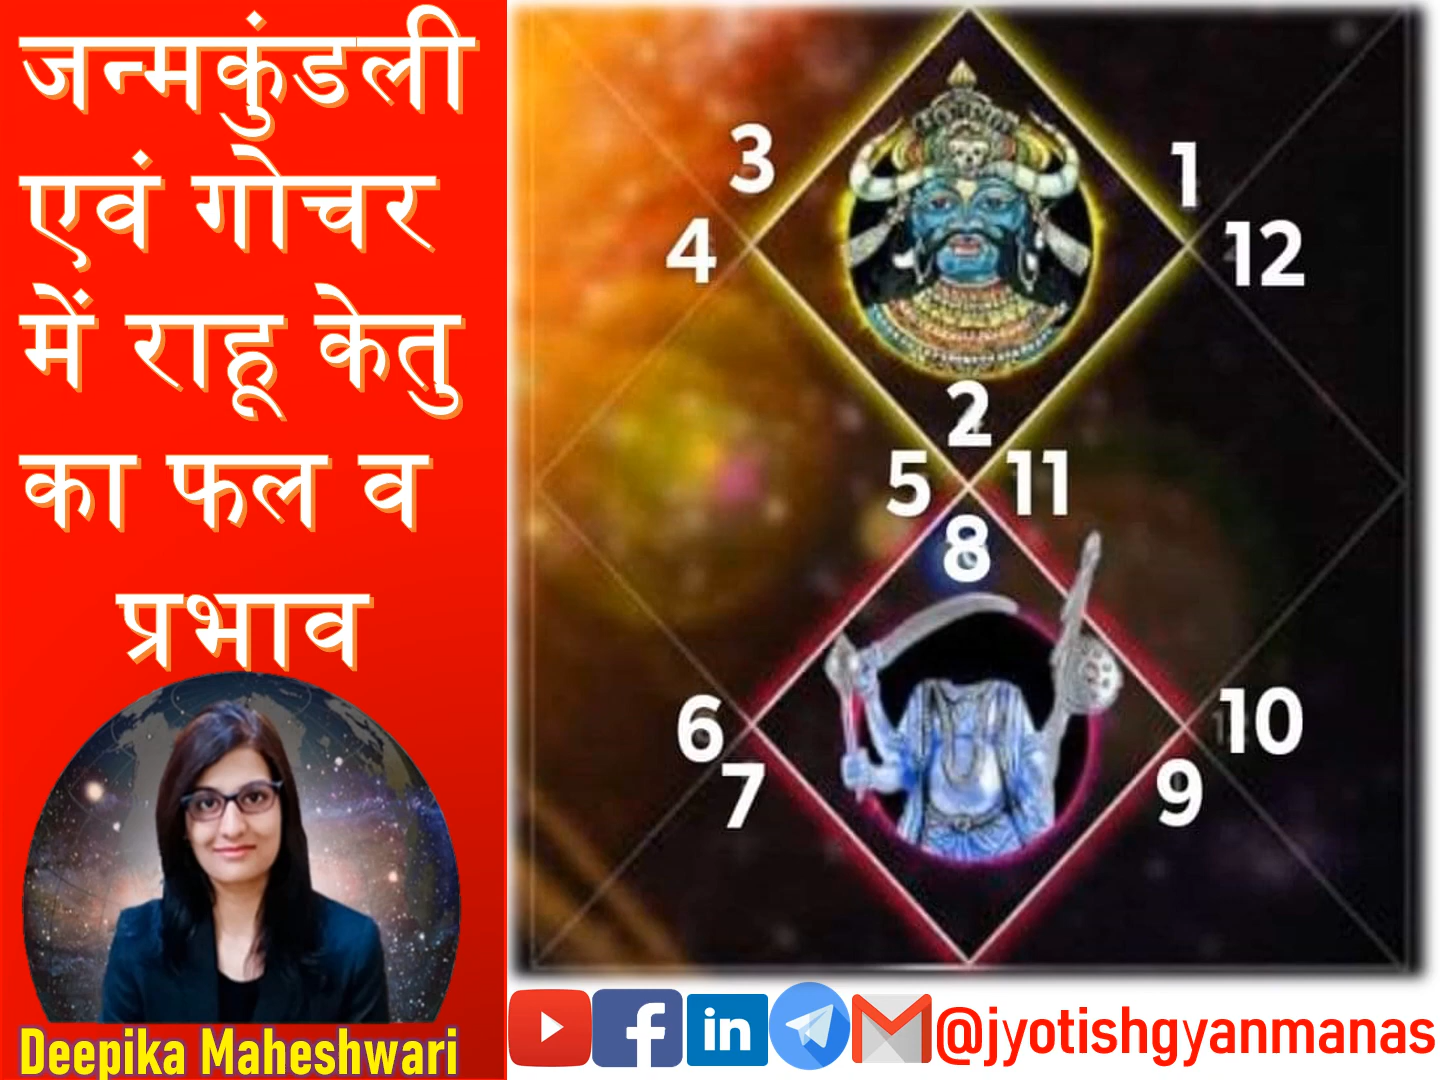 जन्मकुंडली
एवं गोचर
में राहू केतु
का फल व
प्रभाव
Deepika Maheshwari
3
1
4
12
2
5
11
8
6
10
7
9
in
@jyotishgyanmanas